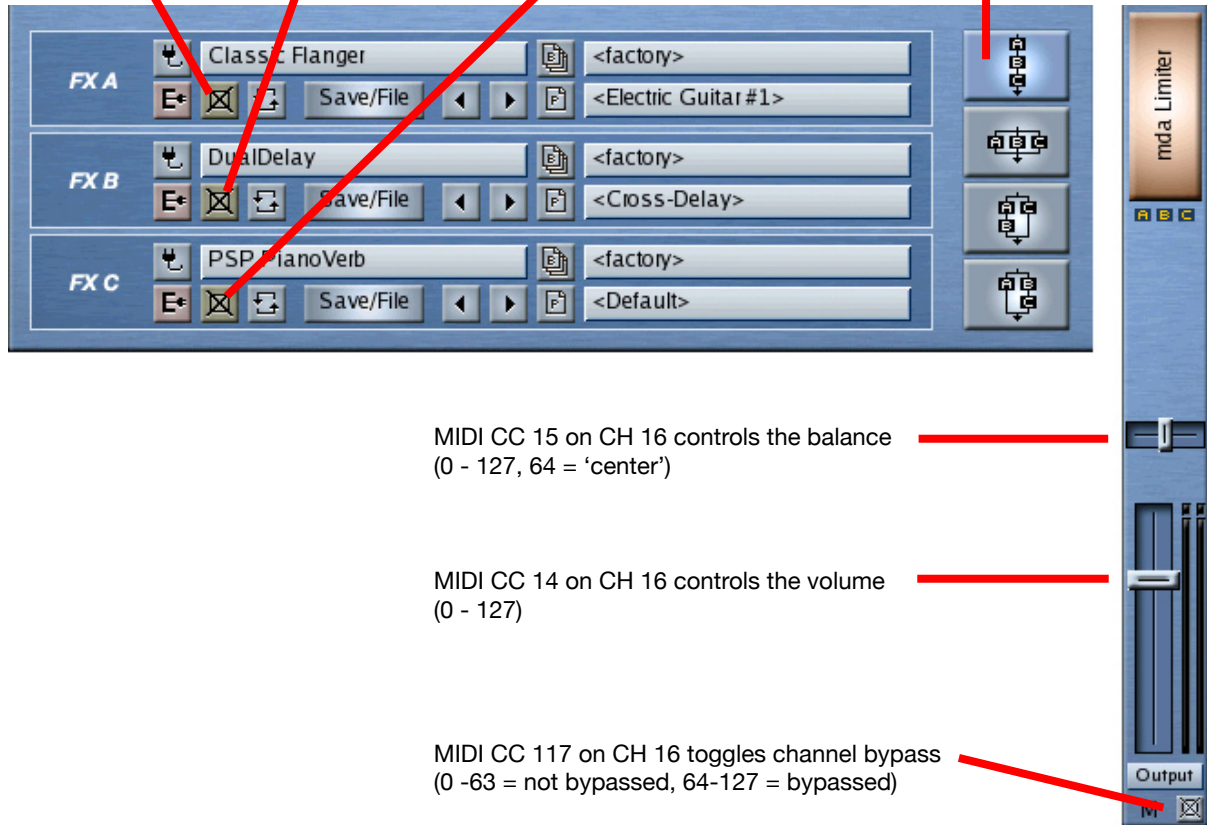 FX A
Classic Flanger
B
<factory>
E
Save/File
P
<Electric Guitar #1>
FX B
DualDelay
B
<factory>
E
Save/File
P
<Cross-Delay>
FX C
PSP PianoVerb
B
<factory>
E
Save/File
P
<Default>
A
B
C
A B C
A C
B
A B
C
mda Limiter
A B C
MIDI CC 15 on CH 16 controls the balance
(0 - 127, 64 = ‘center’)
MIDI CC 14 on CH 16 controls the volume
(0 - 127)
MIDI CC 117 on CH 16 toggles channel bypass
(0 -63 = not bypassed, 64-127 = bypassed)
Output
M